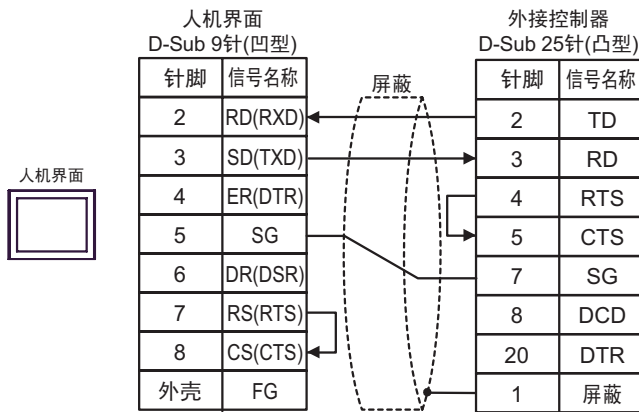 人机界面
D-Sub 9针(凹型)
外接控制器
D-Sub 25针(凸型)
人机界面
针脚 信号名称
2 RD(RXD)
3 SD(TXD)
4 ER(DTR)
5 SG
6 DR(DSR)
7 RS(RTS)
8 CS(CTS)
外壳 FG
屏蔽
针脚 信号名称
2 TD
3 RD
4 RTS
5 CTS
7 SG
8 DCD
20 DTR
1 屏蔽